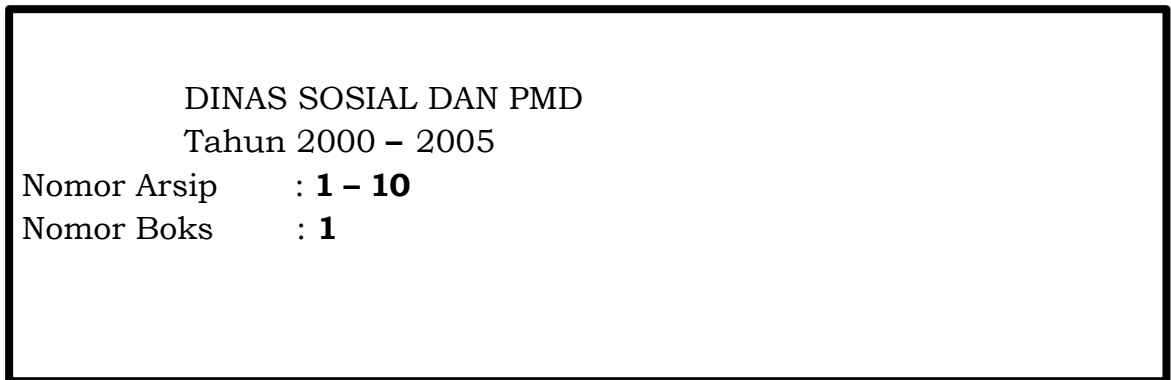 DINAS SOSIAL DAN PMD
Tahun 2000 – 2005
Nomor Arsip : 1 – 10
Nomor Boks : 1